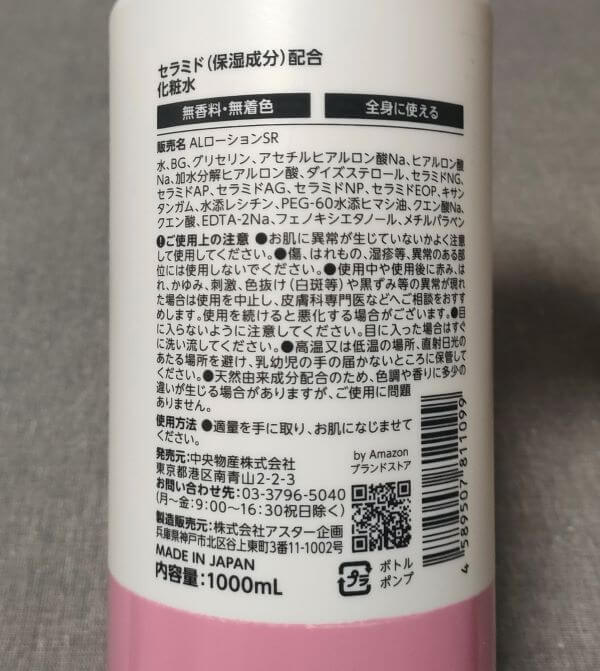 セラミド(保湿成分)配合
化粧水
無香料・無着色
全身に使える
販売名 ALローションSR
水、BG、グリセリン、アセチルヒアルロン酸Na、ヒアルロン酸
Na、加水分解ヒアルロン酸、ダイズステロール、セラミドNG、
セラミドAP、セラミドAG、セラミドNP、セラミドEOP、キサン
タンガム、水添レシチン、PEG-60水添ヒマシ油、クエン酸Na、
クエン酸、EDTA-2Na、フェノキシエタノール、メチルパラベン
ご使用上の注意 ●お肌に異常が生じていないかよく注意
して使用してください。●傷、はれもの、湿疹等、異常のある部
位には使用しないでください。●使用中や使用後に赤み、は
れ、かゆみ、刺激、色抜け(白斑等)や黒ずみ等の異常が現れ
た場合は使用を中止し、皮膚科専門医などへご相談をおすす
めします。使用を続けると悪化する場合がございます。●目
に入らないように注意してください。目に入った場合はすぐ
に洗い流してください。●高温又は低温の場所、直射日光の
あたる場所を避け、乳幼児の手の届かないところに保管して
ください。●天然由来成分配合のため、色調や香りに多少の
違いが生じる場合がありますが、ご使用に問題
ありません。
使用方法 ●適量を手に取り、お肌になじませて
ください。
発売元:中央物産株式会社
東京都港区南青山2-2-3
お問い合わせ先:03-3796-5040
(月〜金:9:00〜16:30祝日除く)
製造販売元:株式会社アスター企画
兵庫県神戸市北区谷上東町3番11-1002号
MADE IN JAPAN
内容量:1000mL
by Amazon
ブランドストア
プラ
ボトル
ポンプ
4 589507 811099